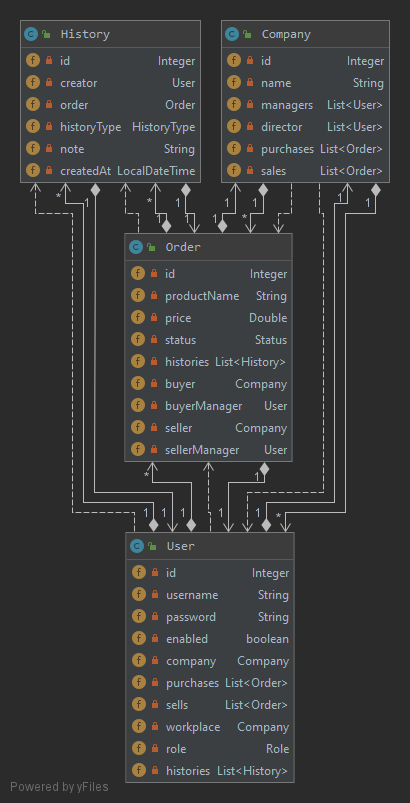 History
id Integer
creator User
order Order
historyType HistoryType
note String
createdAt LocalDateTime
Company
id Integer
name String
managers List<User>
director List<User>
purchases List<Order>
sales List<Order>
* 1 1 * 1 1 * 1 1
Order
id Integer
productName String
price Double
status Status
histories List<History>
buyer Company
buyerManager User
seller Company
sellerManager User
* 1
1 1 1 1 *
User
id Integer
username String
password String
enabled boolean
company Company
purchases List<Order>
sells List<Order>
workplace Company
role Role
histories List<History>
Powered by yFiles